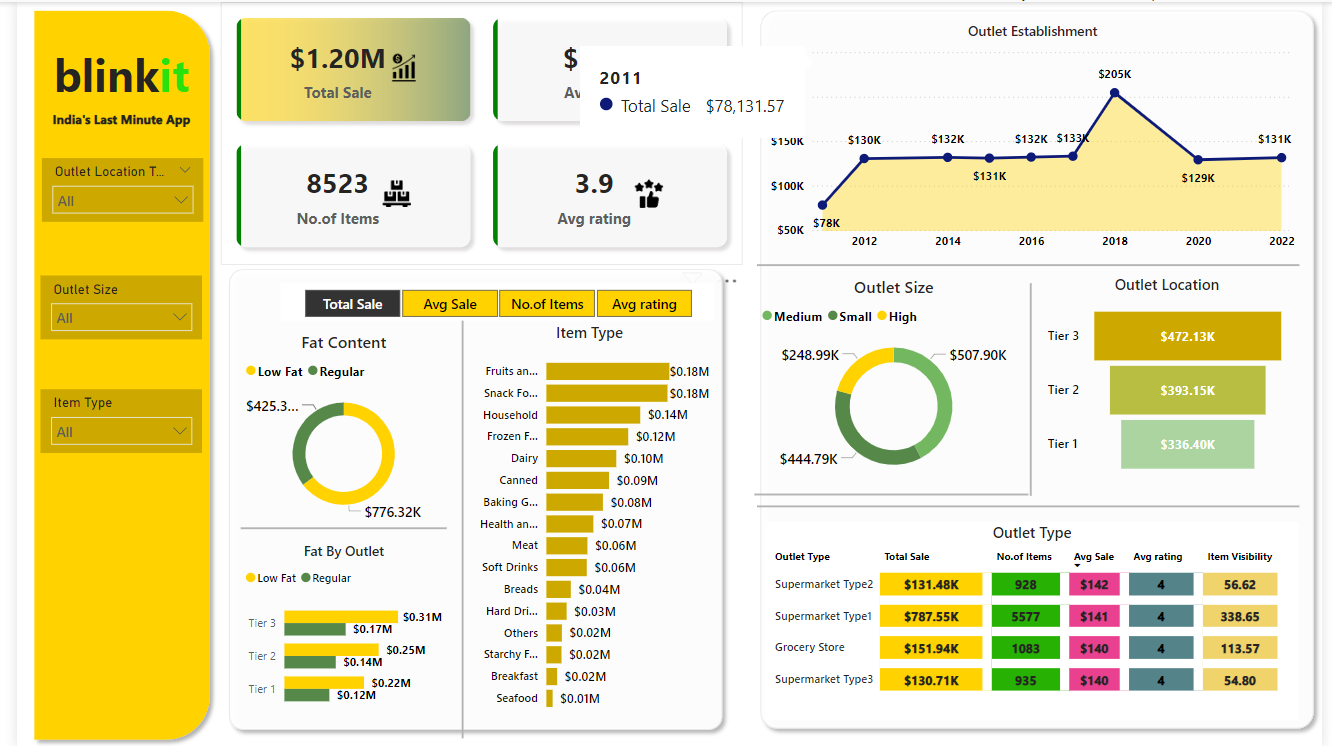 blinkit
India's Last Minute App
Outlet Location T...
All
Outlet Size
All
Item Type
All
$1.20M
Total Sale
$
Av
2011
Total Sale $78,131.57
8523
No.of Items
3.9
Avg rating
Outlet Establishment
$150K
$100K
$50K
$78K
$130K
$132K
$131K
$132K
$133K
$205K
$129K
$131K
2012 2014 2016 2018 2020 2022
Total Sale Avg Sale No.of Items Avg rating
Fat Content
Low Fat Regular
$425.3...
$776.32K
Fat By Outlet
Low Fat Regular
Tier 3 $0.31M
$0.17M
Tier 2 $0.25M
$0.14M
Tier 1 $0.22M
$0.12M
Item Type
Fruits an... $0.18M
Snack Fo... $0.18M
Household $0.14M
Frozen F... $0.12M
Dairy $0.10M
Canned $0.09M
Baking G... $0.08M
Health an... $0.07M
Meat $0.06M
Soft Drinks $0.06M
Breads $0.04M
Hard Dri... $0.03M
Others $0.02M
Starchy F... $0.02M
Breakfast $0.02M
Seafood $0.01M
Outlet Size
Medium Small High
$248.99K
$507.90K
$444.79K
Outlet Location
Tier 3 $472.13K
Tier 2 $393.15K
Tier 1 $336.40K
Outlet Type
Outlet Type Total Sale No.of Items Avg Sale Avg rating Item Visibility
Supermarket Type2 $131.48K 928 $142 4 56.62
Supermarket Type1 $787.55K 5577 $141 4 338.65
Grocery Store $151.94K 1083 $140 4 113.57
Supermarket Type3 $130.71K 935 $140 4 54.80